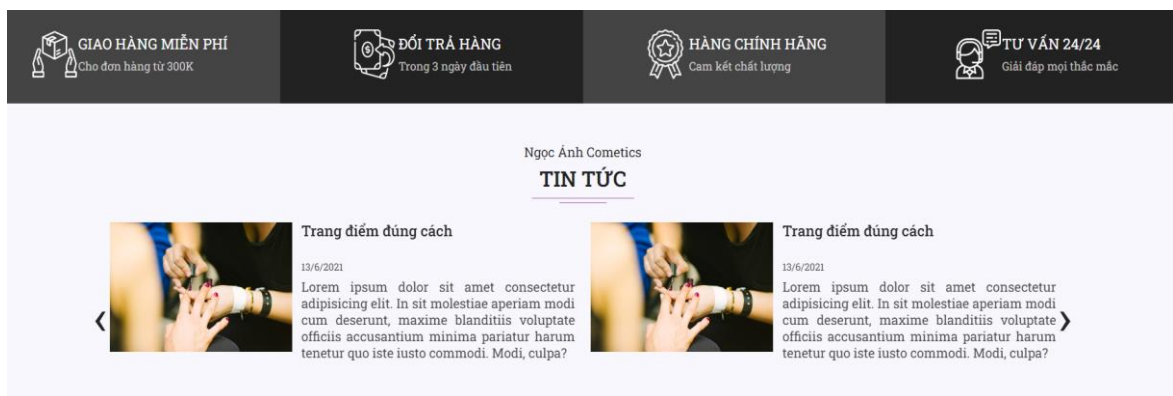 GIAO HÀNG MIỄN PHÍ
Cho đơn hàng từ 300K
ĐỔI TRẢ HÀNG
Trong 3 ngày đầu tiên
HÀNG CHÍNH HÃNG
Cam kết chất lượng
TƯ VẤN 24/24
Giải đáp mọi thắc mắc
Ngọc Ánh Cometics
TIN TỨC
Trang điểm đúng cách
13/6/2021
Lorem ipsum dolor sit amet consectetur
adipisicing elit. In sit molestiae aperiam modi
cum deserunt, maxime blanditiis voluptate
officiis accusantium minima pariatur harum
tenetur quo iste iusto commodi. Modi, culpa?
Trang điểm đúng cách
13/6/2021
Lorem ipsum dolor sit amet consectetur
adipisicing elit. In sit molestiae aperiam modi
cum deserunt, maxime blanditiis voluptate
officiis accusantium minima pariatur harum
tenetur quo iste iusto commodi. Modi, culpa?